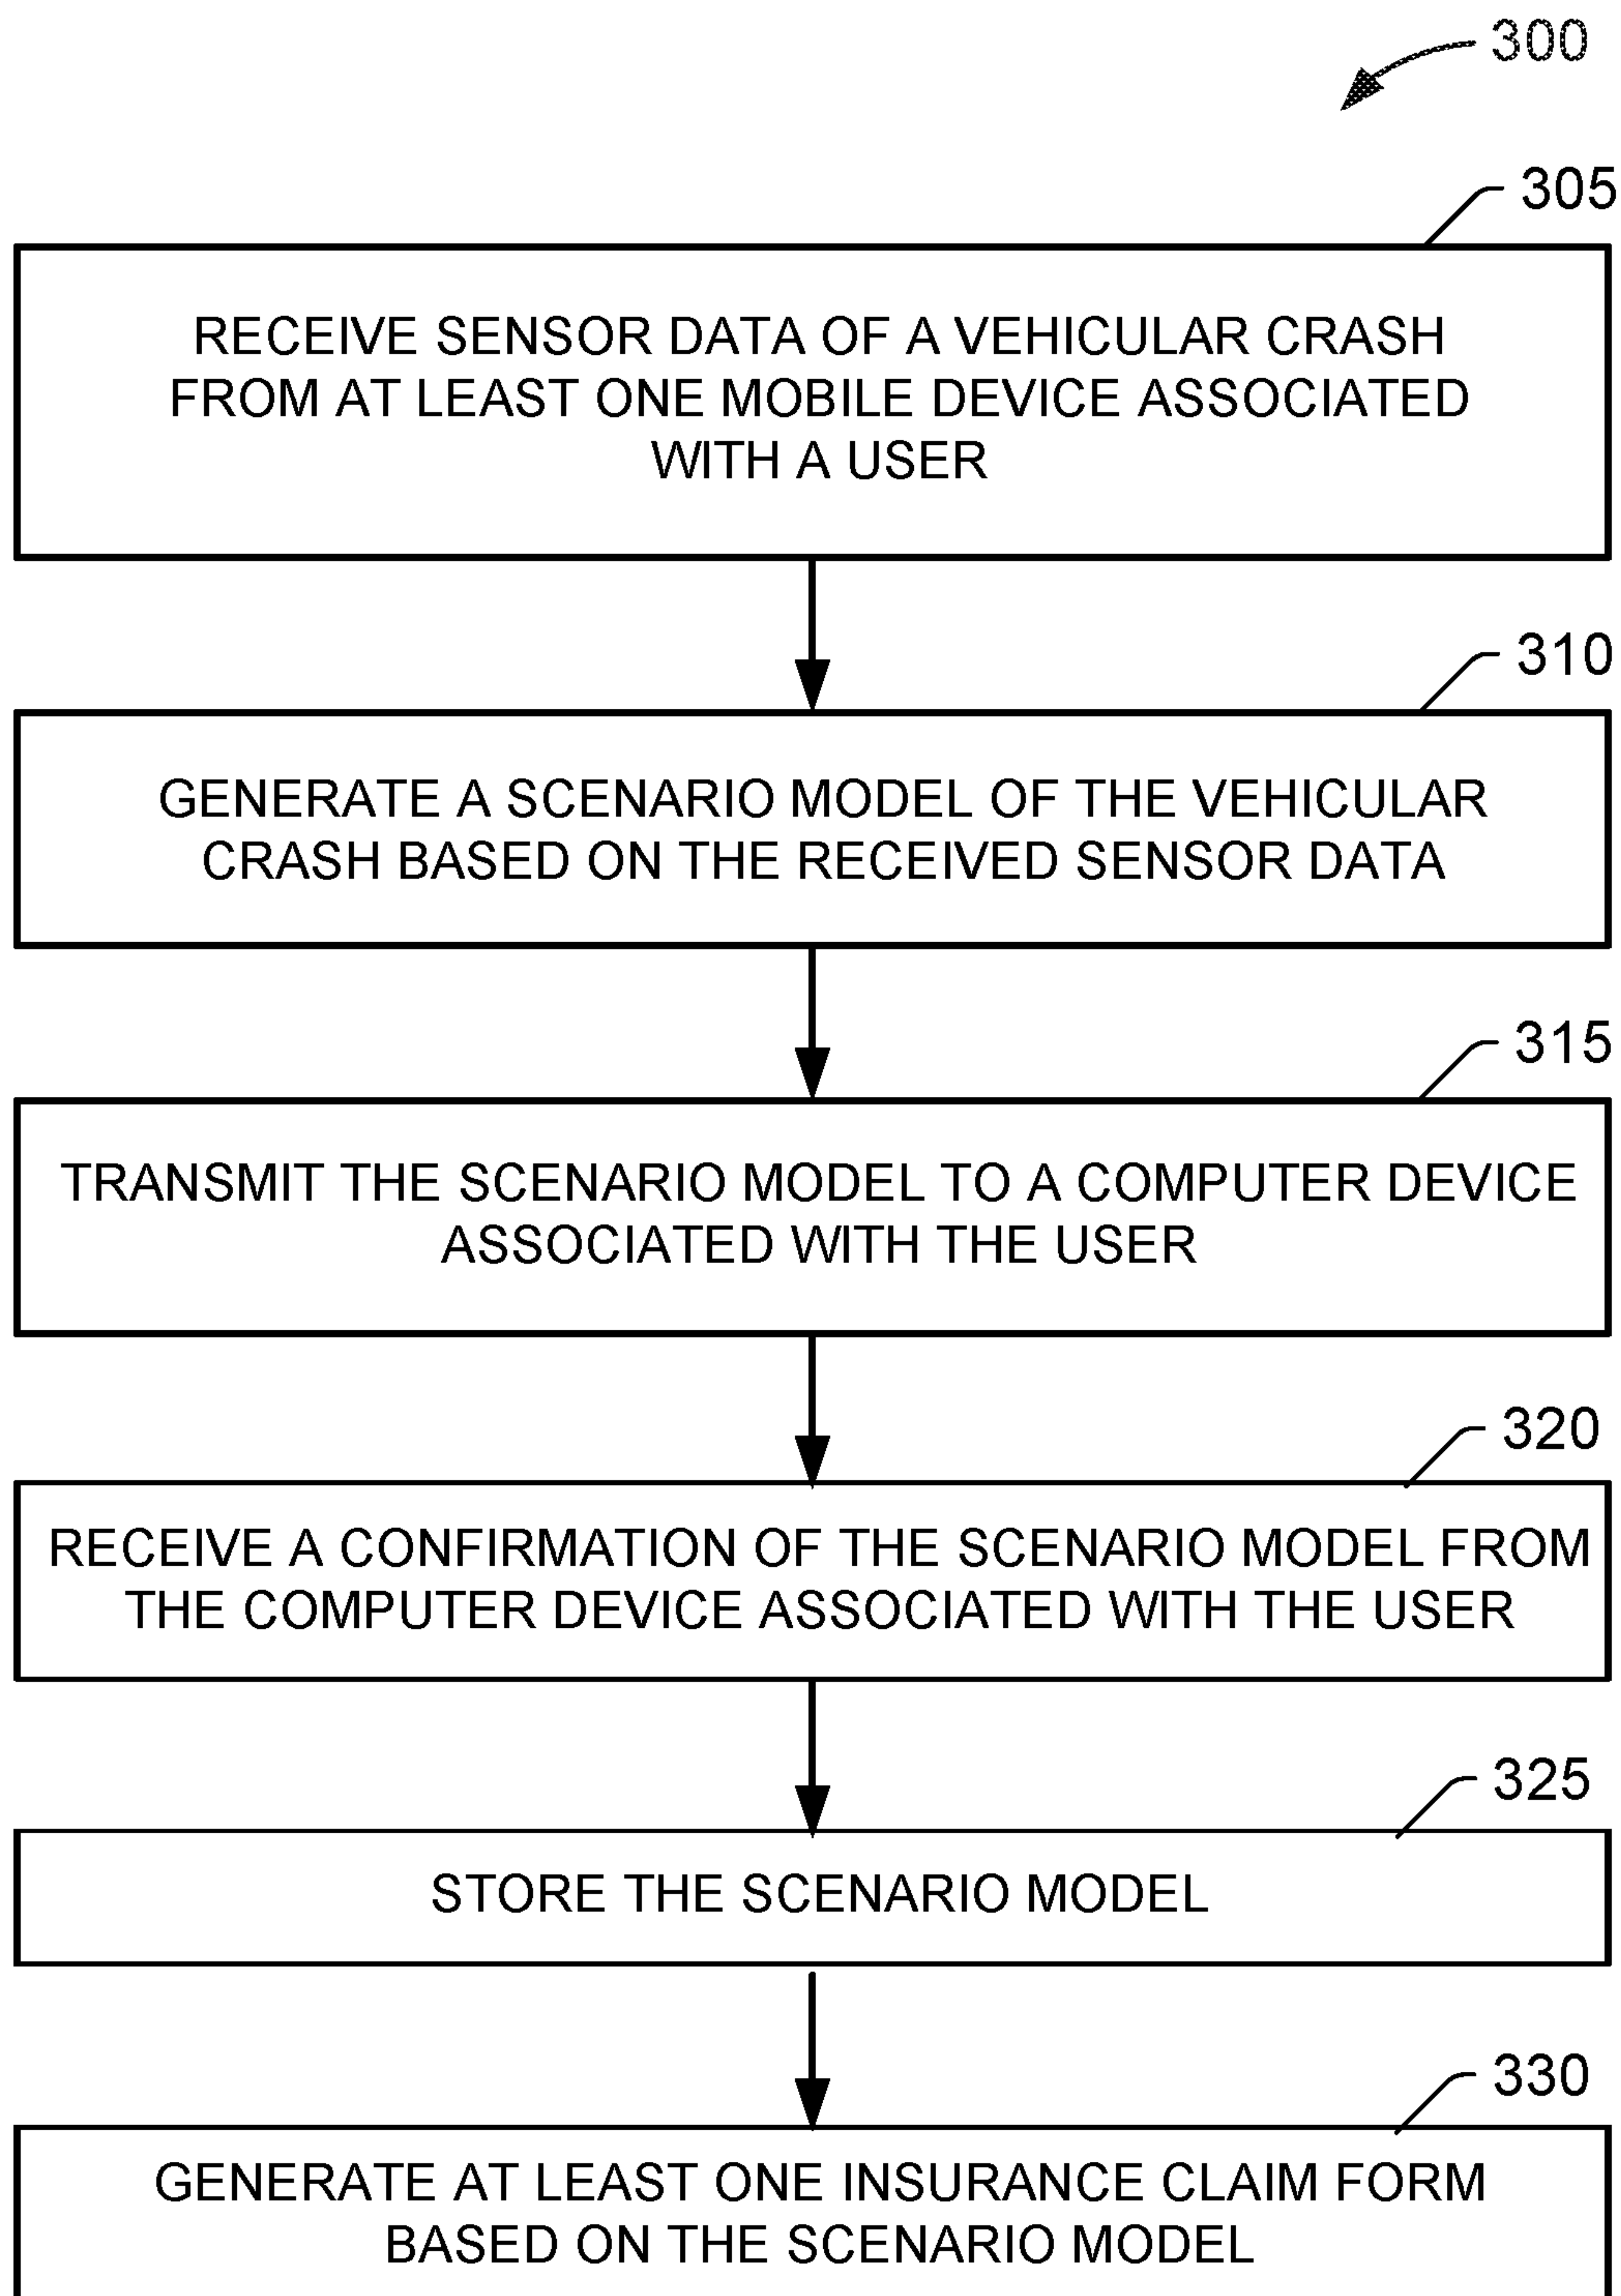 300
305
RECEIVE SENSOR DATA OF A VEHICULAR CRASH
FROM AT LEAST ONE MOBILE DEVICE ASSOCIATED
WITH A USER
310
GENERATE A SCENARIO MODEL OF THE VEHICULAR
CRASH BASED ON THE RECEIVED SENSOR DATA
315
TRANSMIT THE SCENARIO MODEL TO A COMPUTER DEVICE
ASSOCIATED WITH THE USER
320
RECEIVE A CONFIRMATION OF THE SCENARIO MODEL FROM
THE COMPUTER DEVICE ASSOCIATED WITH THE USER
325
STORE THE SCENARIO MODEL
330
GENERATE AT LEAST ONE INSURANCE CLAIM FORM
BASED ON THE SCENARIO MODEL